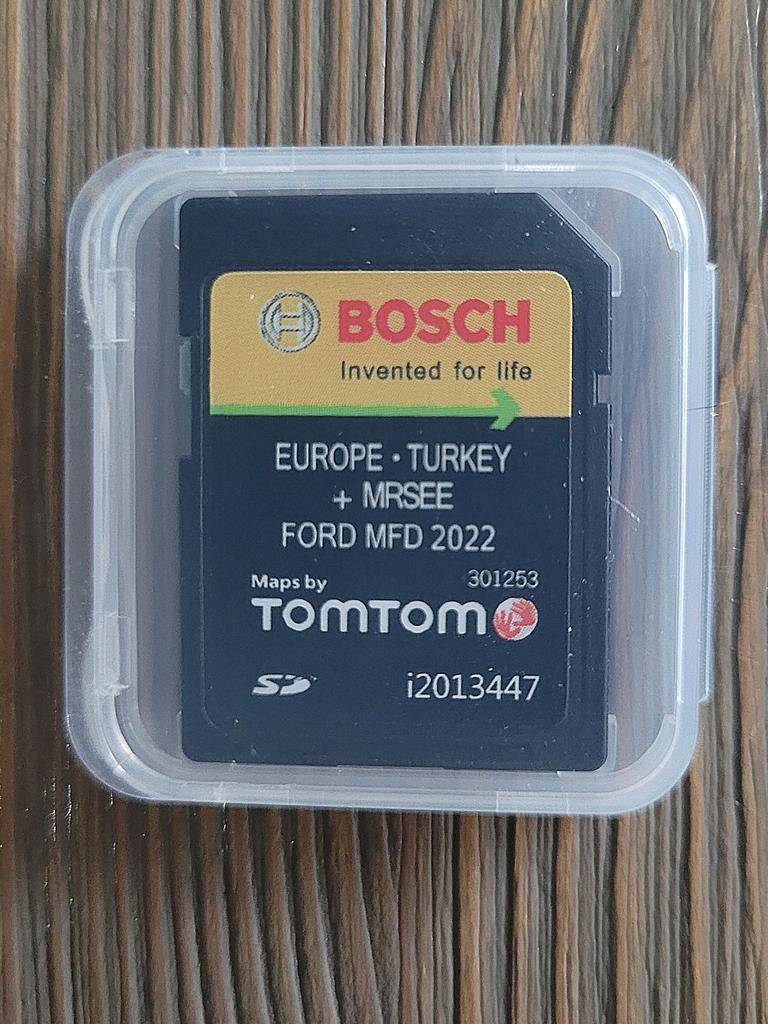 BOSCH
Invented for life
EUROPE · TURKEY
+ MRSEE
FORD MFD 2022
301253
Maps by
TOMTOM
SD
i2013447